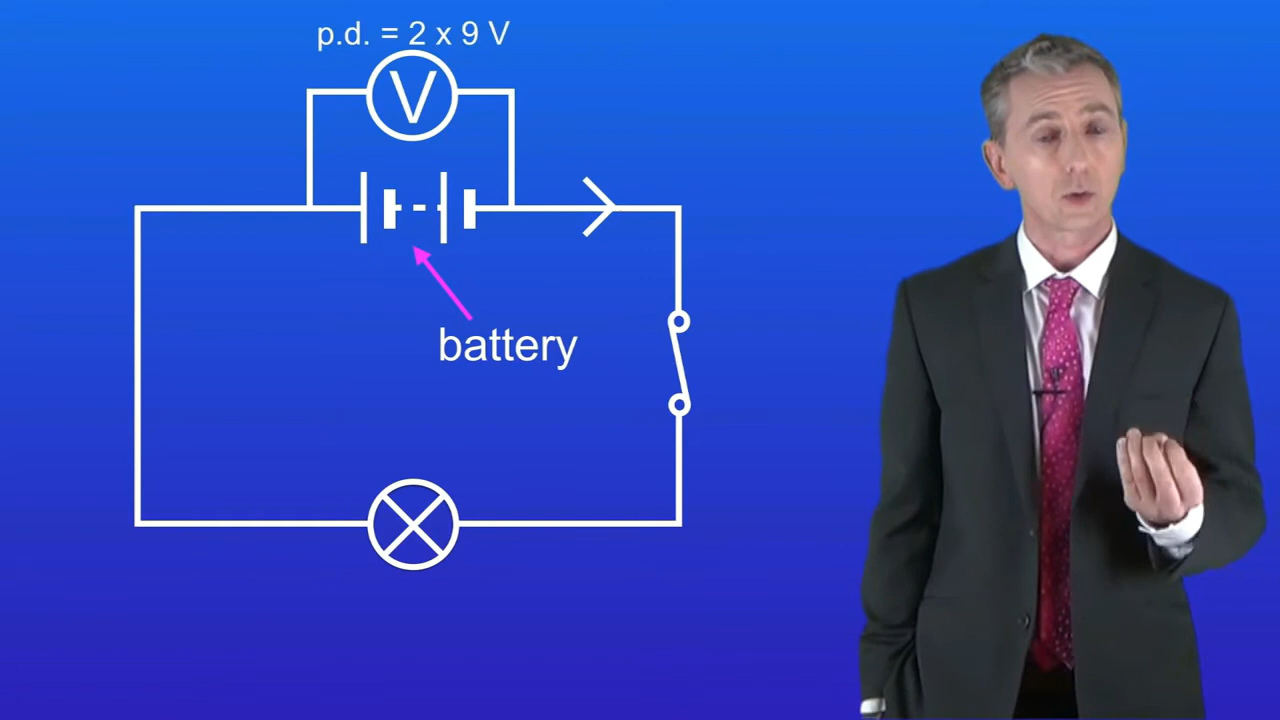 p.d. = 2 x 9 V
V
battery